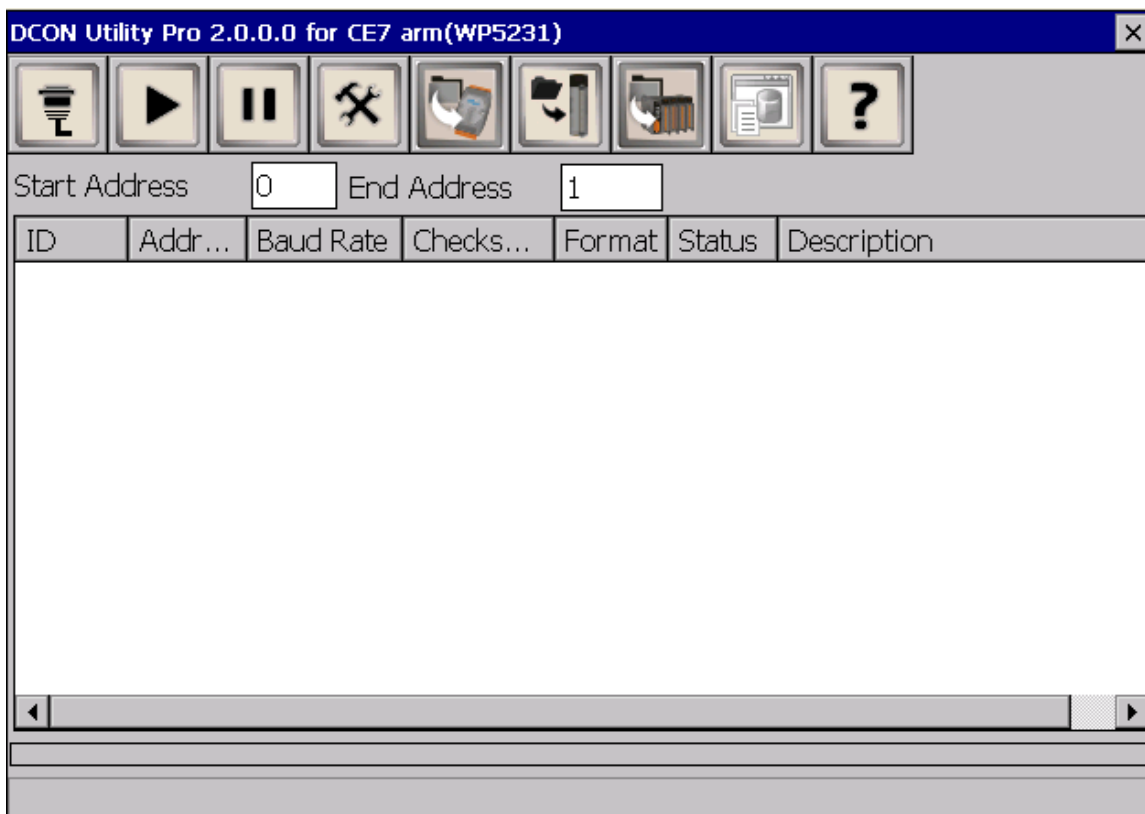 DCON Utility Pro 2.0.0.0 for CE7 arm(WP5231)
?
Start Address 0 End Address 1
ID Addr... Baud Rate Checks... Format Status Description